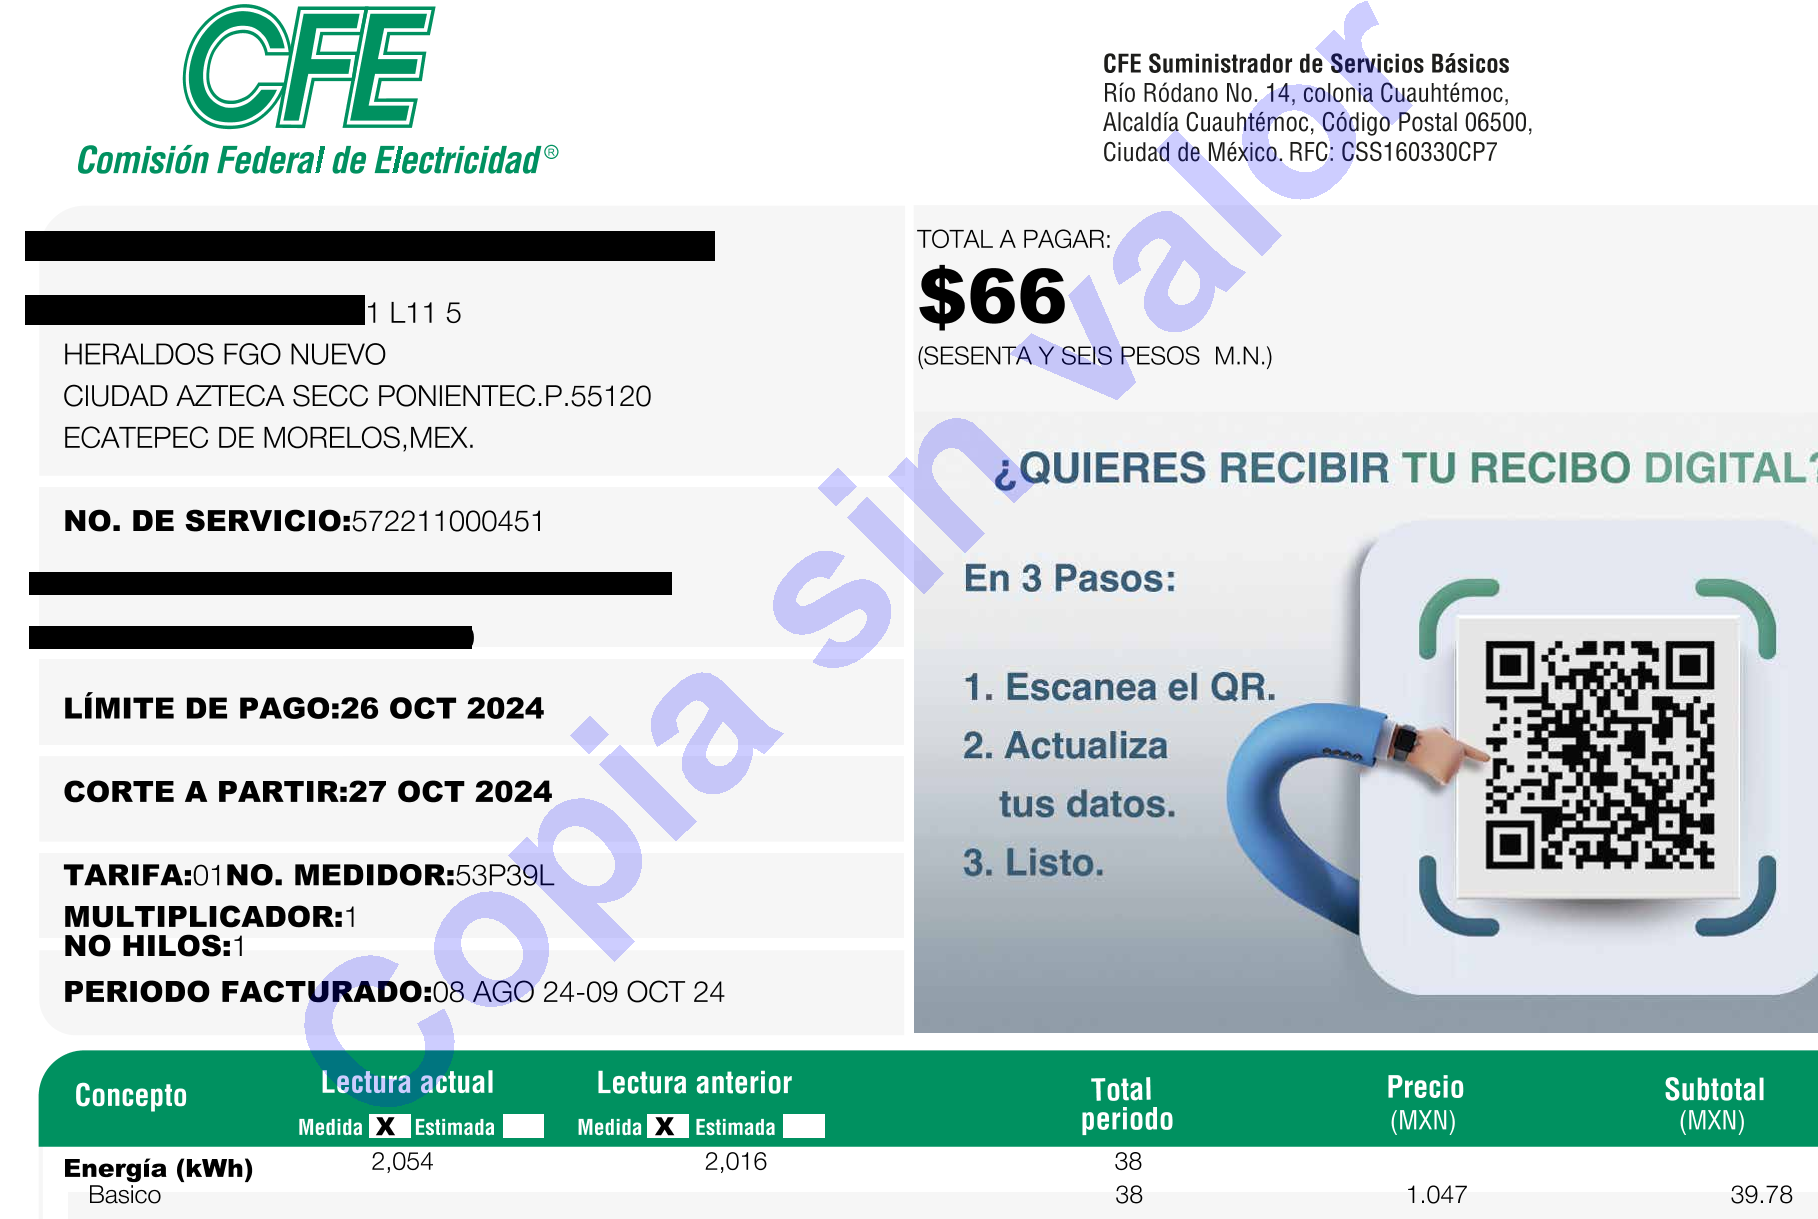 CFE
Comisión Federal de Electricidad®
CFE Suministrador de Servicios Básicos
Río Ródano No. 14, colonia Cuauhtémoc,
Alcaldía Cuauhtémoc, Código Postal 06500,
Ciudad de México. RFC: CSS160330CP7
1 L11 5
HERALDOS FGO NUEVO
CIUDAD AZTECA SECC PONIENTEC.P.55120
ECATEPEC DE MORELOS,MEX.
NO. DE SERVICIO:572211000451
LÍMITE DE PAGO:26 OCT 2024
CORTE A PARTIR:27 OCT 2024
TARIFA:01NO. MEDIDOR:53P39L
MULTIPLICADOR:1
NO HILOS:1
PERIODO FACTURADO:08 AGO 24-09 OCT 24
TOTAL A PAGAR:
$66
(SESENTA Y SEIS PESOS M.N.)
¿QUIERES RECIBIR TU RECIBO DIGITAL?
En 3 Pasos:
1. Escanea el QR.
2. Actualiza
tus datos.
3. Listo.
Copia sin valor
Concepto Lectura actual Lectura anterior Total periodo Precio (MXN) Subtotal (MXN)
Medida X Estimada Medida X Estimada
Energía (kWh) 2,054 2,016 38
Basico 38 1.047 39.78